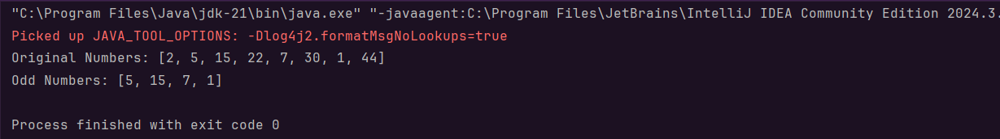 "C:\Program Files\Java\jdk-21\bin\java.exe" "-javaagent:C:\Program Files\JetBrains\IntelliJ IDEA Community Edition 2024.3.
Picked up JAVA_TOOL_OPTIONS: -Dlog4j2.formatMsgNoLookups=true
Original Numbers: [2, 5, 15, 22, 7, 30, 1, 44]
Odd Numbers: [5, 15, 7, 1]
Process finished with exit code 0